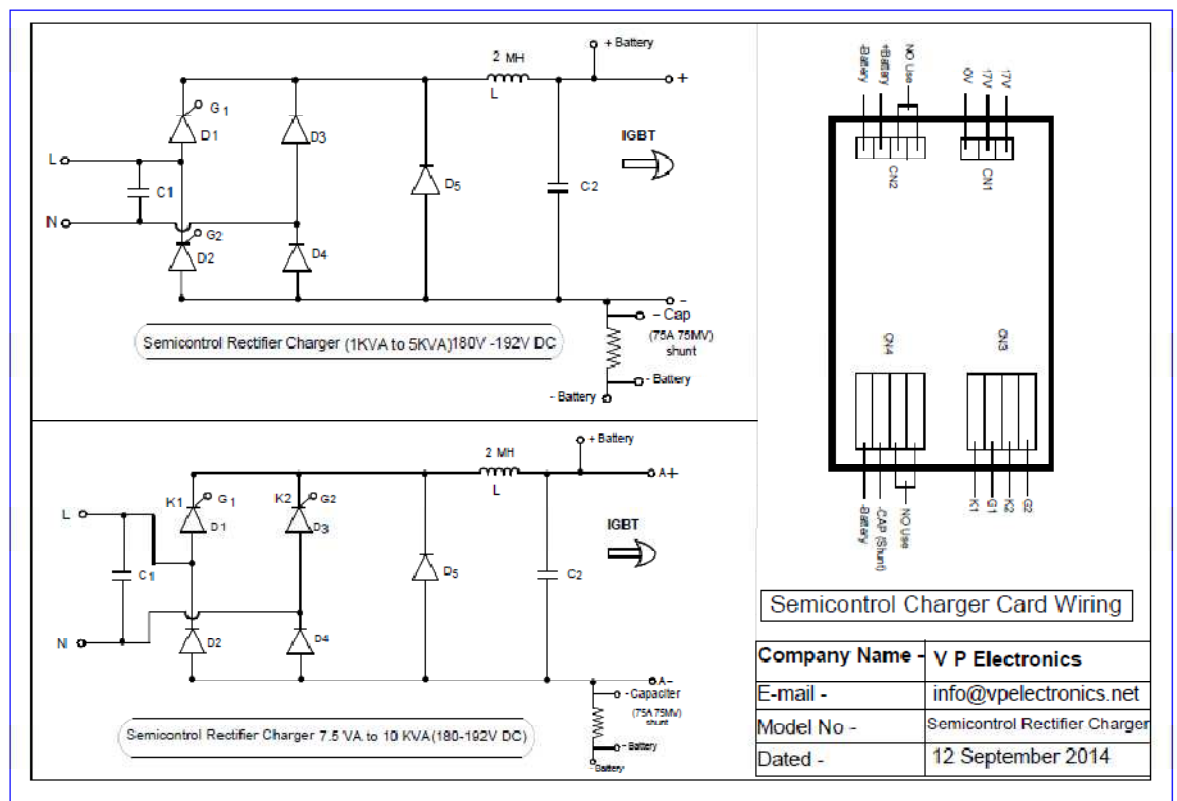 + Battery
2 MH
L
+
G1
D1
D3
L
C1
D5
C2
IGBT
N
G2
D2
D4
-
- Cap
(75A 75MV)
shunt
- Battery
- Battery
Semicontrol Rectifier Charger (1KVA to 5KVA)180V -192V DC
+ Battery
2 MH
L
A+
K1
G1
K2
G2
L
D1
D3
IGBT
C1
D5
C2
N
D2
D4
A-
- Capaciter
(75A 75MV)
shunt
- Battery
- Battery
Semicontrol Rectifier Charger 7.5 VA to 10 KVA(180-192V DC)
-Battery
+Battery
NO Use
0V
17V
17V
CN2
CN1
CN4
CN3
-Battery
-CAP (Shunt)
NO Use
K1
G1
K2
G2
Semicontrol Charger Card Wiring
Company Name - V P Electronics
E-mail - info@vpelectronics.net
Model No - Semicontrol Rectifier Charger
Dated - 12 September 2014